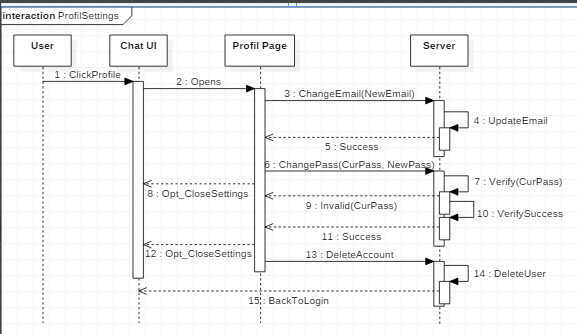 interaction ProfilSettings
User
Chat UI
Profil Page
Server
1 : ClickProfile
2 : Opens
3 : ChangeEmail(NewEmail)
4 : UpdateEmail
5 : Success
6 : ChangePass(CurPass, NewPass)
7 : Verify(CurPass)
8 : Opt_CloseSettings
9 : Invalid(CurPass)
10 : VerifySuccess
11 : Success
12 : Opt_CloseSettings
13 : DeleteAccount
14 : DeleteUser
15 : BackToLogin